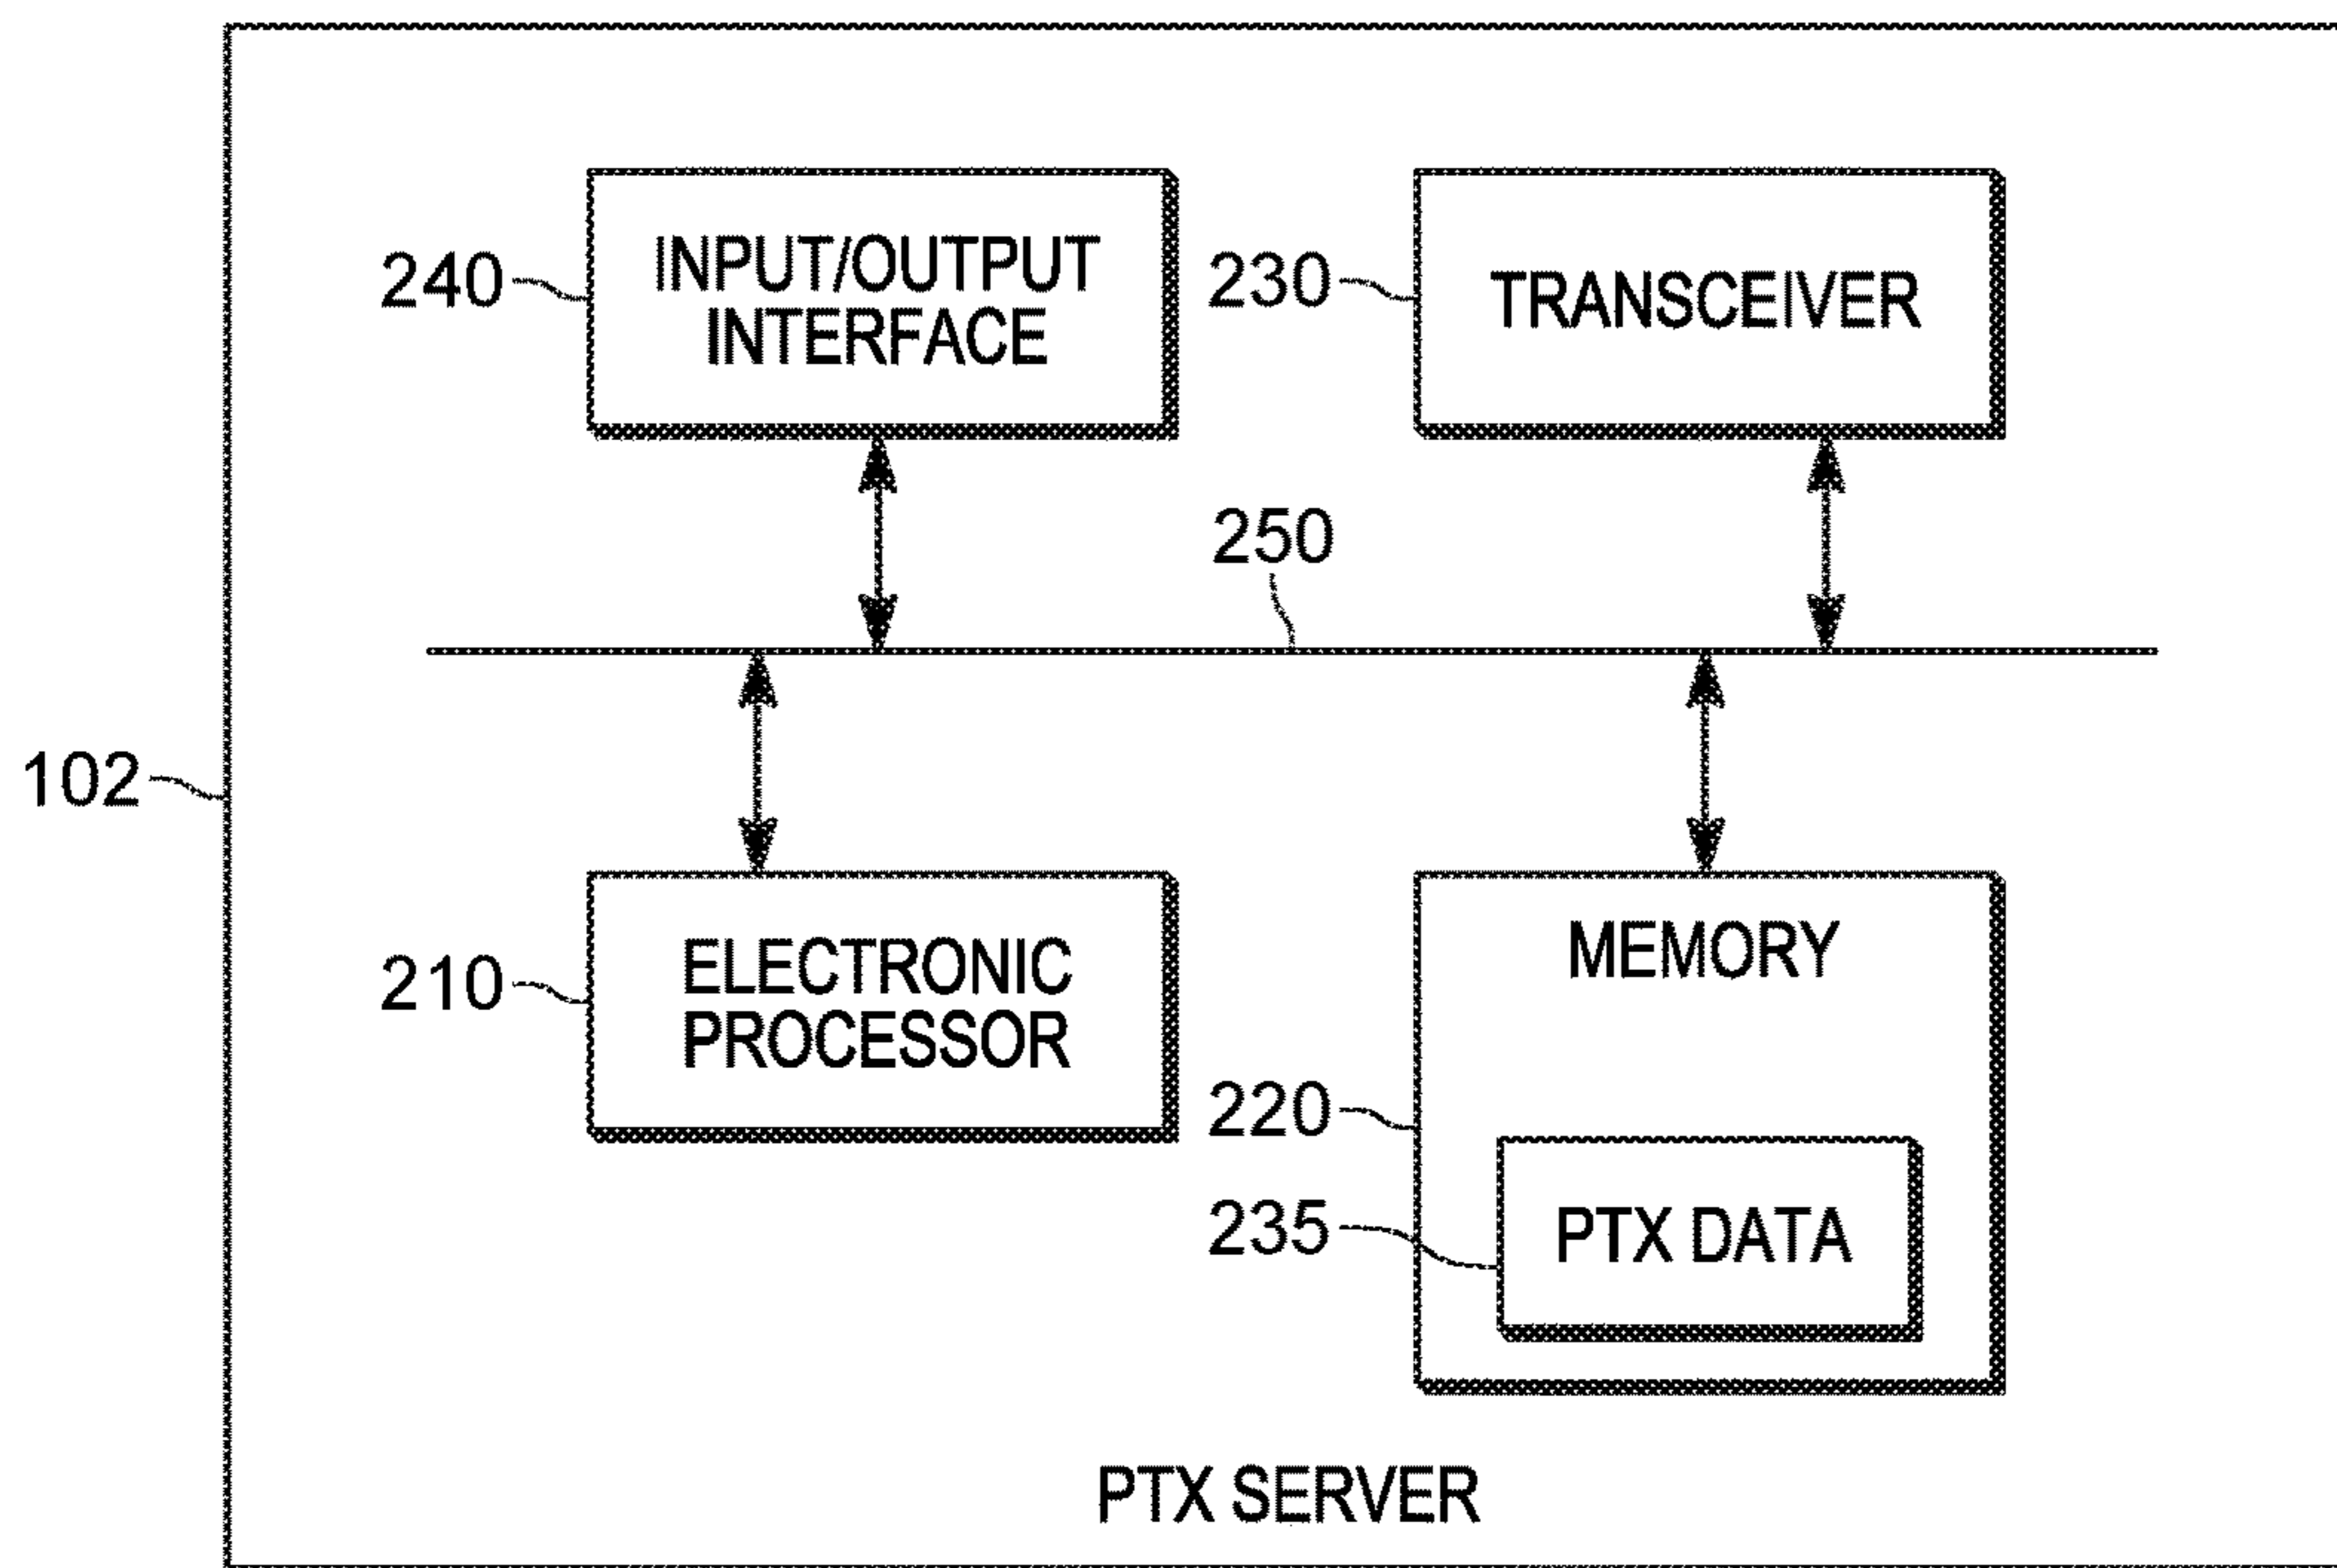 240
INPUT/OUTPUT
INTERFACE
230
TRANSCEIVER
250
102
210
ELECTRONIC
PROCESSOR
MEMORY
220
235
PTX DATA
PTX SERVER